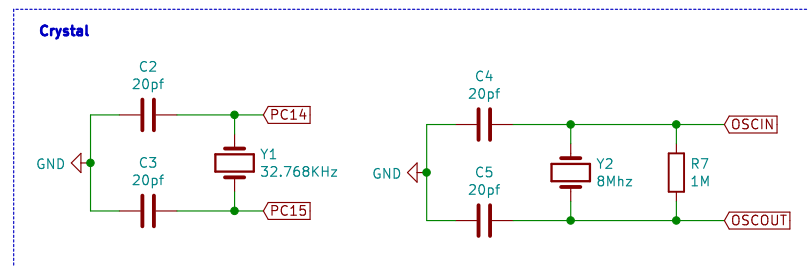 Crystal
C2
20pf
PC14
GND
C3
20pf
Y1
32.768KHz
PC15
C4
20pf
OSCIN
GND
C5
20pf
Y2
8Mhz
R7
1M
OSCOUT